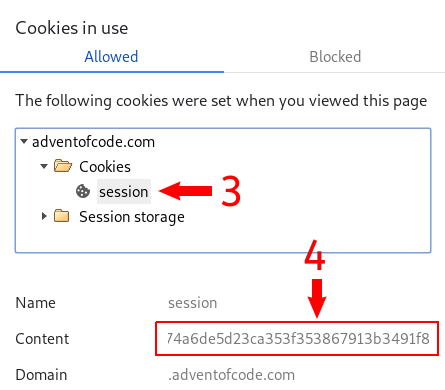 Cookies in use
Allowed Blocked
The following cookies were set when you viewed this page
adventofcode.com
Cookies
session 3
Session storage
4
Name session
Content 74a6de5d23ca353f353867913b3491f8
Domain .adventofcode.com